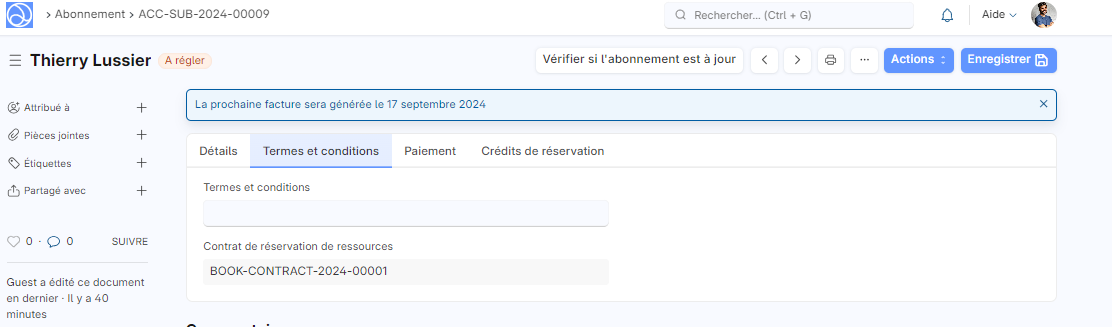 Abonnement > ACC-SUB-2024-00009
Rechercher... (Ctrl + G)
Aide
Thierry Lussier
A régler
Vérifier si l'abonnement est à jour
...
Actions
Enregistrer
Attribué à
Pièces jointes
Étiquettes
Partagé avec
0 · 0
SUIVRE
Guest a édité ce document
en dernier · Il y a 40
minutes
La prochaine facture sera générée le 17 septembre 2024
Détails
Termes et conditions
Paiement
Crédits de réservation
Termes et conditions
Contrat de réservation de ressources
BOOK-CONTRACT-2024-00001